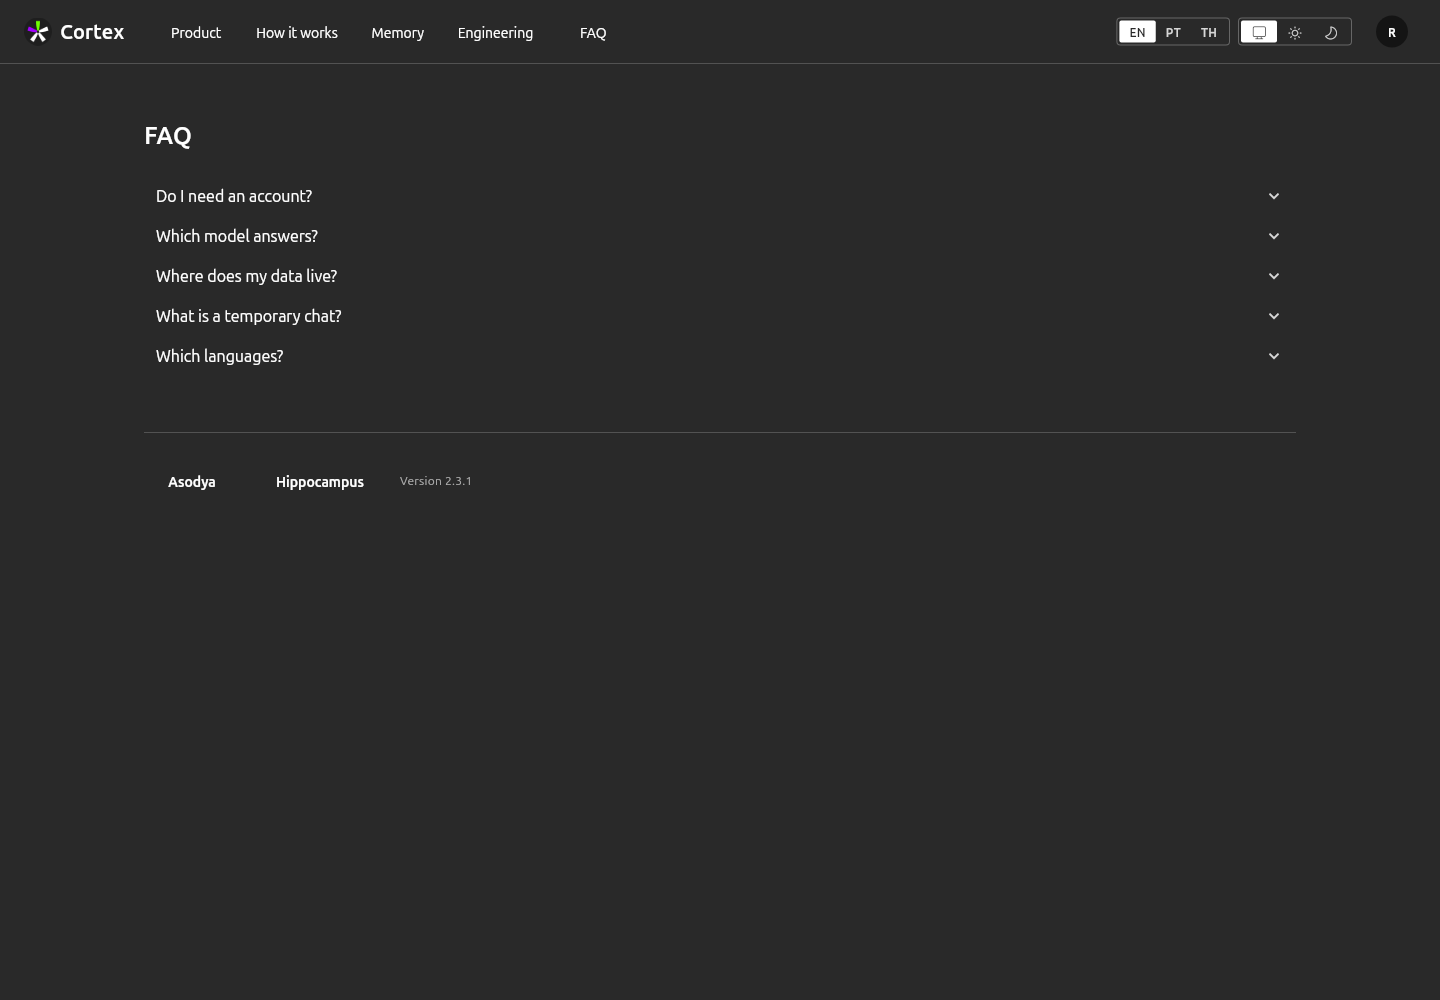 Cortex
Product
How it works
Memory
Engineering
FAQ
EN
PT
TH
R
FAQ
Do I need an account?
Which model answers?
Where does my data live?
What is a temporary chat?
Which languages?
Asodya
Hippocampus
Version 2.3.1